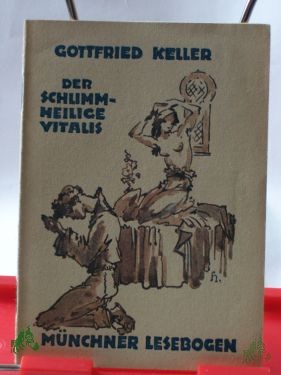 GOTTFRIED KELLER
DER
SCHLIMM-
HEILIGE
VITALIS
MÜNCHNER LESEBOGEN